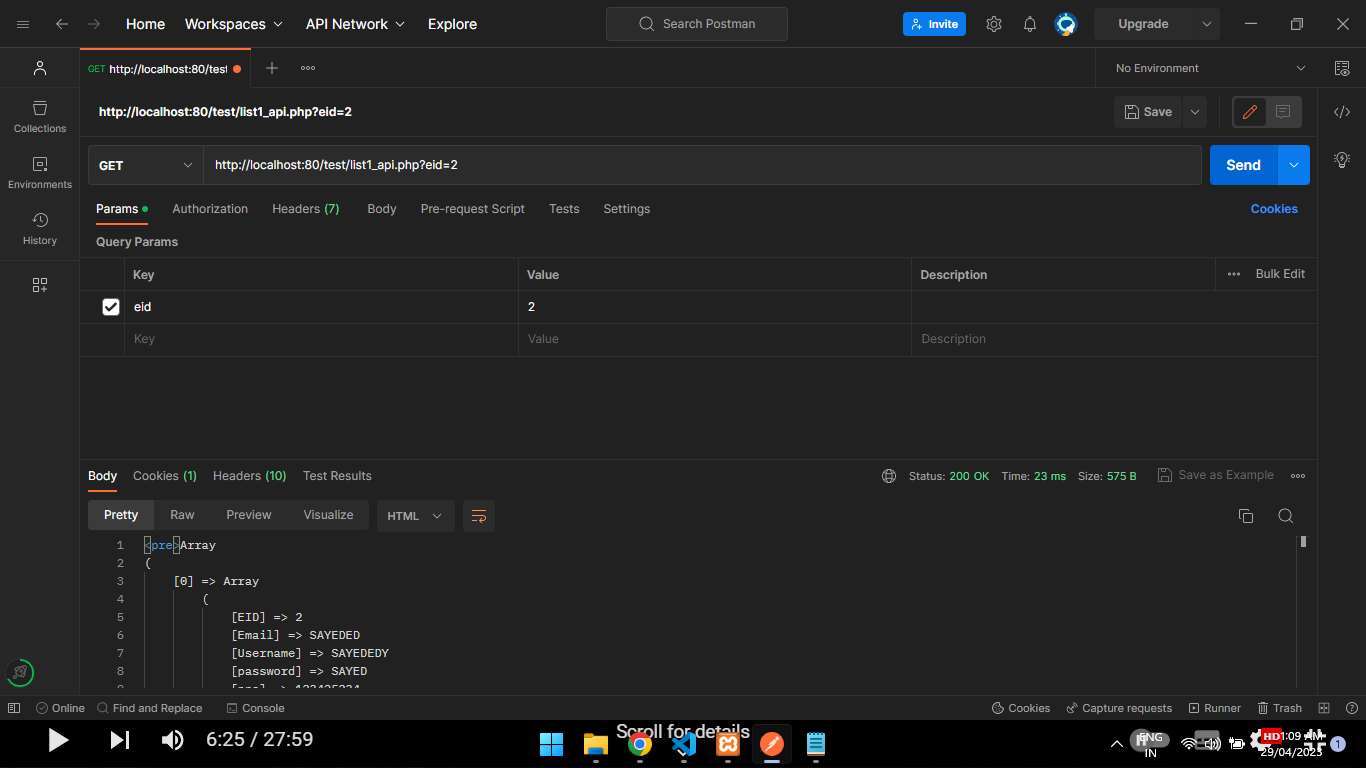 Home Workspaces API Network Explore Search Postman Invite Upgrade
GET http://localhost:80/test No Environment
http://localhost:80/test/list1_api.php?eid=2 Save
Collections
GET http://localhost:80/test/list1_api.php?eid=2 Send
Environments
Params Authorization Headers (7) Body Pre-request Script Tests Settings Cookies
History
Query Params
Key Value Description Bulk Edit
eid 2
Key Value Description
Body Cookies (1) Headers (10) Test Results Status: 200 OK Time: 23 ms Size: 575 B Save as Example
Pretty Raw Preview Visualize HTML
1 <pre>Array
2 (
3 [0] => Array
4 (
5 [EID] => 2
6 [Email] => SAYEDED
7 [Username] => SAYEDEDY
8 [password] => SAYED
Online Find and Replace Console Cookies Capture requests Runner Trash
6:25 / 27:59 Scroll for details ENG HD 1:09 AM
IN 29/04/2023 1